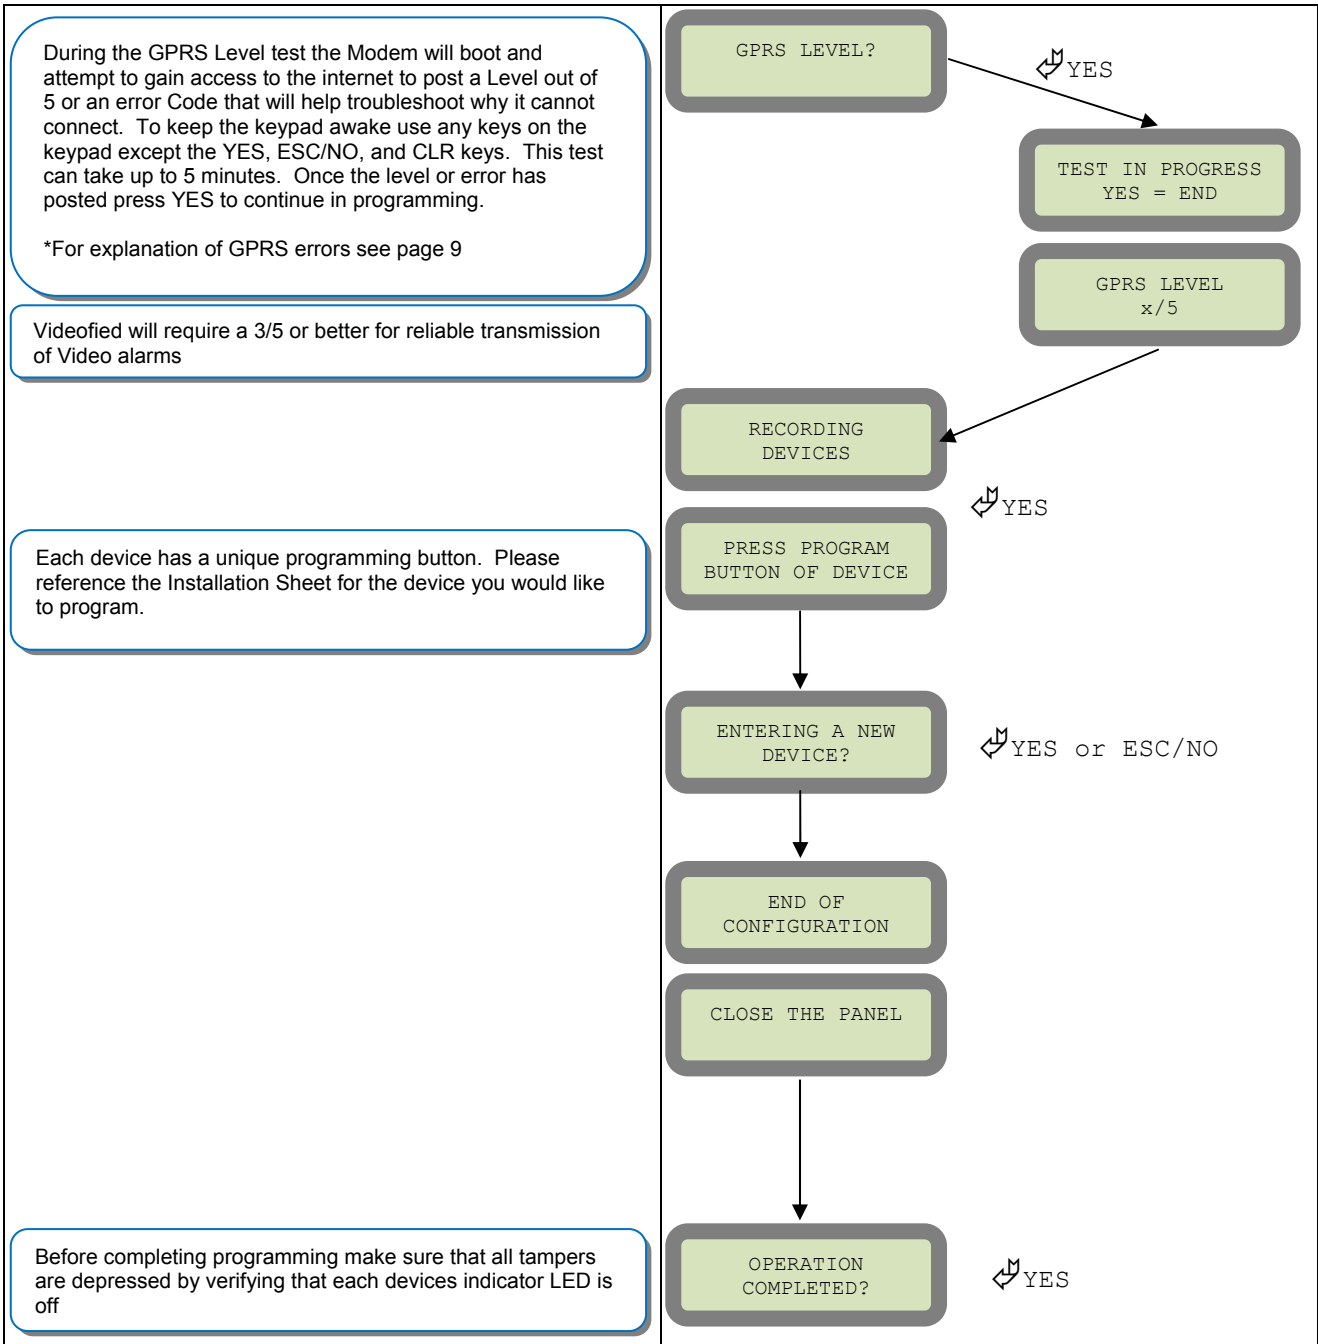 During the GPRS Level test the Modem will boot and
attempt to gain access to the internet to post a Level out of
5 or an error Code that will help troubleshoot why it cannot
connect. To keep the keypad awake use any keys on the
keypad except the YES, ESC/NO, and CLR keys. This test
can take up to 5 minutes. Once the level or error has
posted press YES to continue in programming.
*For explanation of GPRS errors see page 9
GPRS LEVEL?
YES
TEST IN PROGRESS
YES = END
GPRS LEVEL
x/5
Videofied will require a 3/5 or better for reliable transmission
of Video alarms
RECORDING
DEVICES
YES
Each device has a unique programming button. Please
reference the Installation Sheet for the device you would like
to program.
PRESS PROGRAM
BUTTON OF DEVICE
ENTERING A NEW
DEVICE?
YES or ESC/NO
END OF
CONFIGURATION
CLOSE THE PANEL
Before completing programming make sure that all tampers
are depressed by verifying that each devices indicator LED is
off
OPERATION
COMPLETED?
YES